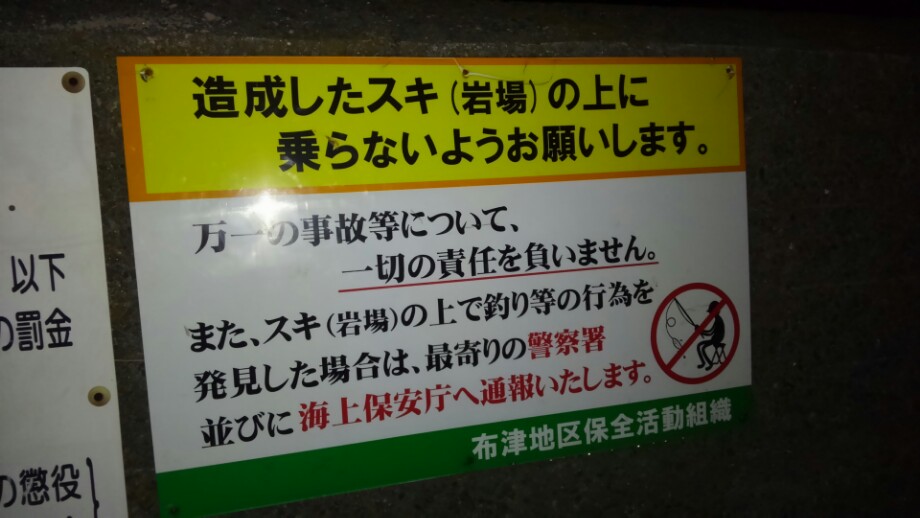 造成したスキ(岩場)の上に
乗らないようお願いします。
万一の事故等について、
一切の責任を負いません。
また、スキ(岩場)の上で釣り等の行為を
発見した場合は、最寄りの警察署
並びに海上保安庁へ通報いたします。
布津地区保全活動組織
以下
の罰金
の懲役